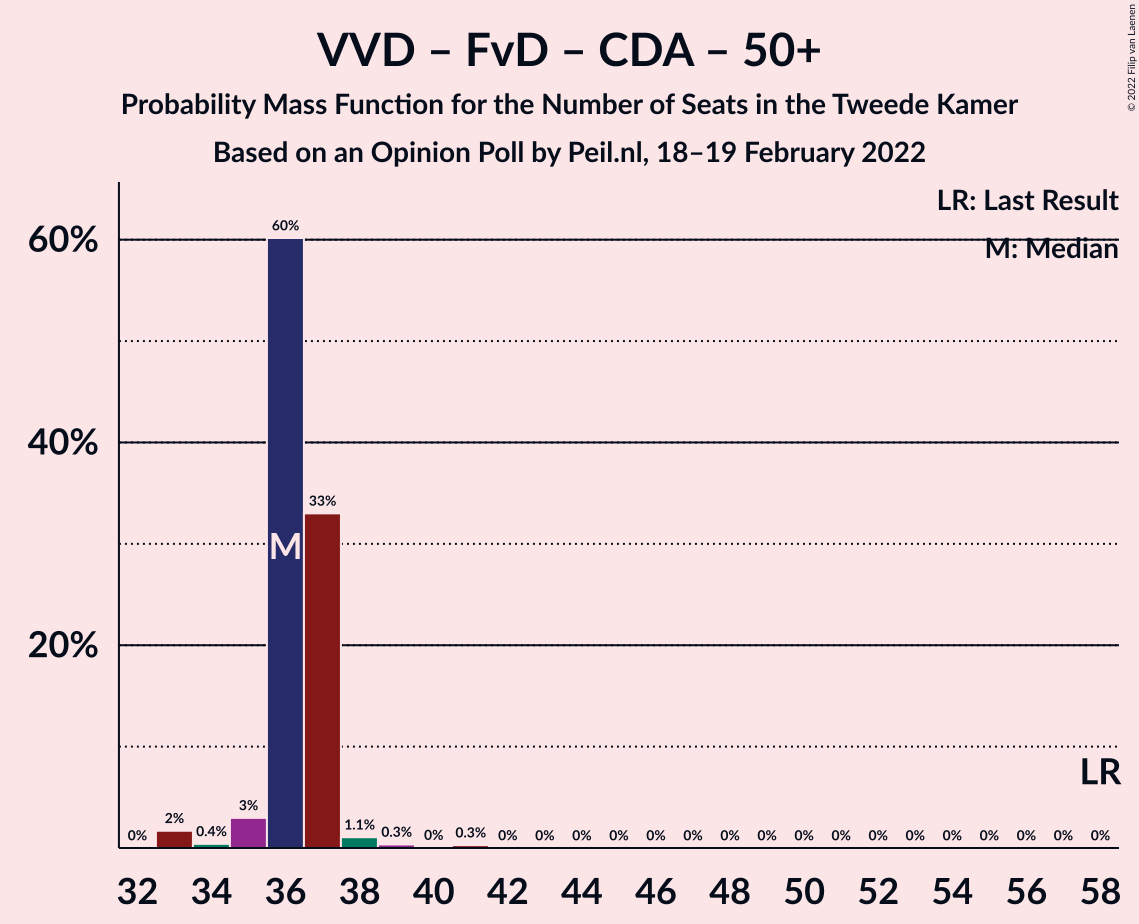 VVD – FvD – CDA – 50+
Probability Mass Function for the Number of Seats in the Tweede Kamer
Based on an Opinion Poll by Peil.nl, 18–19 February 2022
© 2022 Filip van Laenen
LR: Last Result
M: Median
60%
40%
20%
0% 2% 0.4% 3% 60% 33% 1.1% 0.3% 0% 0.3% 0% 0% 0% 0% 0% 0% 0% 0% 0% 0% 0% 0% 0% 0% 0% 0% 0%
M
LR
32 34 36 38 40 42 44 46 48 50 52 54 56 58